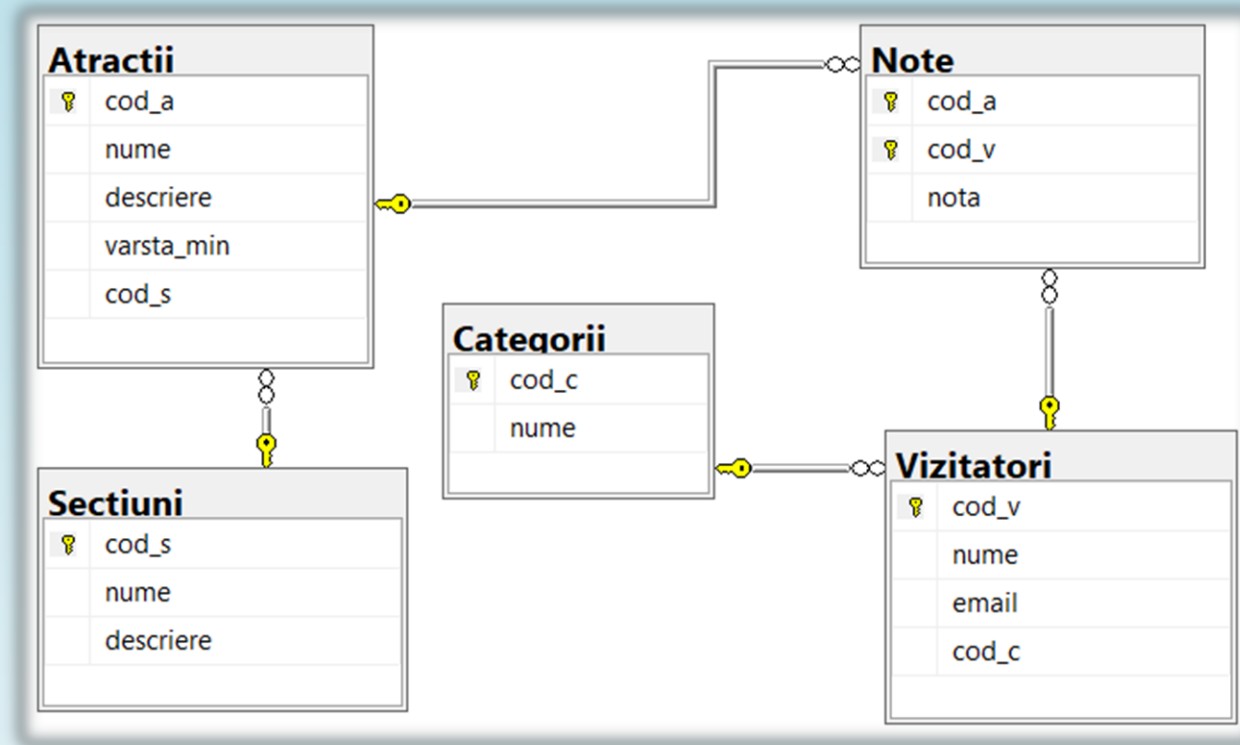 Atractii
cod_a
nume
descriere
varsta_min
cod_s
Note
cod_a
cod_v
nota
Categorii
cod_c
nume
Sectiuni
cod_s
nume
descriere
Vizitatori
cod_v
nume
email
cod_c